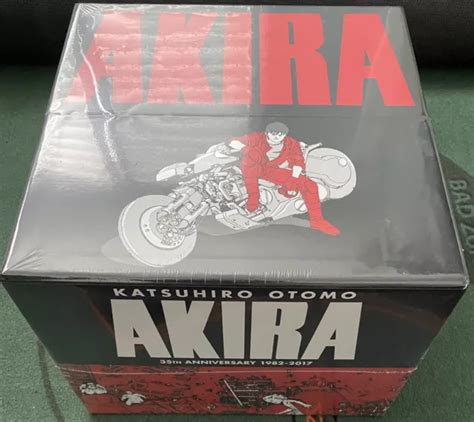 AKIRA
KATSUHIRO OTOMO
AKIRA
35TH ANNIVERSARY 1982-2017